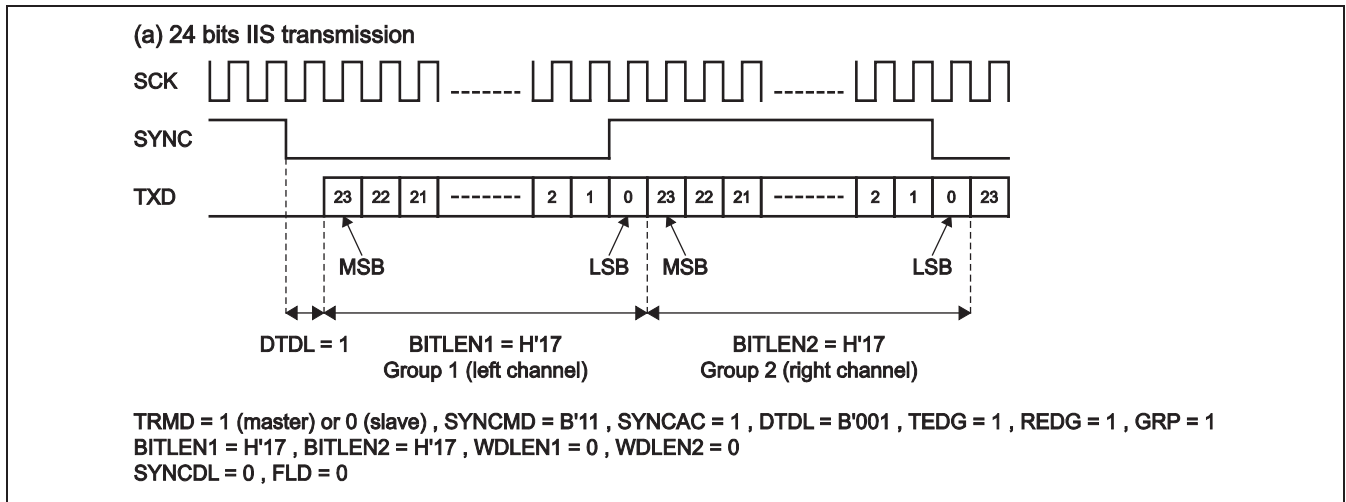 (a) 24 bits IIS transmission
SCK
SYNC
TXD 23 22 21 2 1 0 23 22 21 2 1 0 23
MSB LSB MSB LSB
DTDL = 1 BITLEN1 = H'17 BITLEN2 = H'17
Group 1 (left channel) Group 2 (right channel)
TRMD = 1 (master) or 0 (slave) , SYNCMD = B'11 , SYNCAC = 1 , DTDL = B'001 , TEDG = 1 , REDG = 1 , GRP = 1
BITLEN1 = H'17 , BITLEN2 = H'17 , WDLEN1 = 0 , WDLEN2 = 0
SYNCDL = 0 , FLD = 0